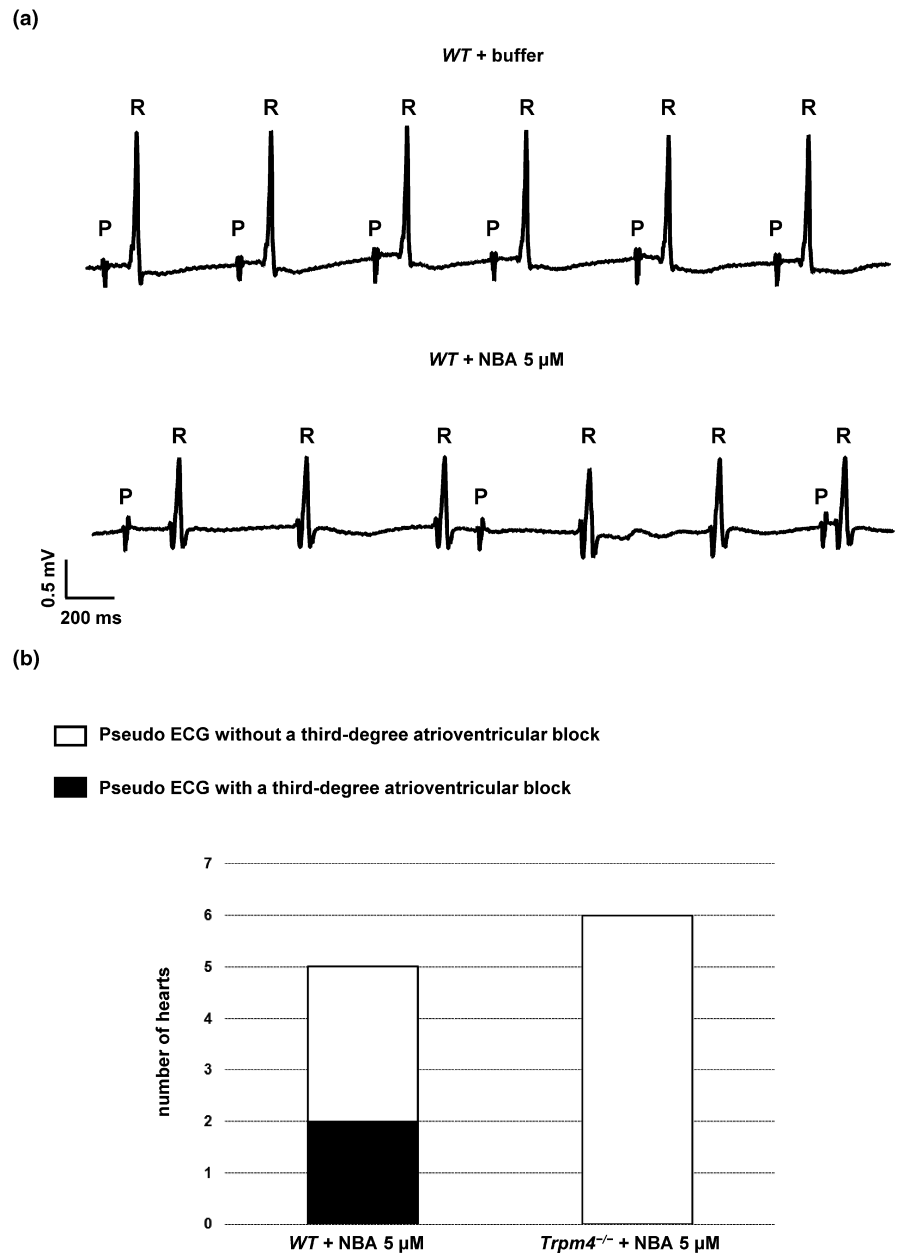 (a)
WT + buffer
R R R R R R
P P P P P P
WT + NBA 5 µM
R R R R R R
P P P
0.5 mV
200 ms
(b)
Pseudo ECG without a third-degree atrioventricular block
Pseudo ECG with a third-degree atrioventricular block
7
6
5
4
3
2
1
0
number of hearts
WT + NBA 5 µM
Trpm4⁻/⁻ + NBA 5 µM